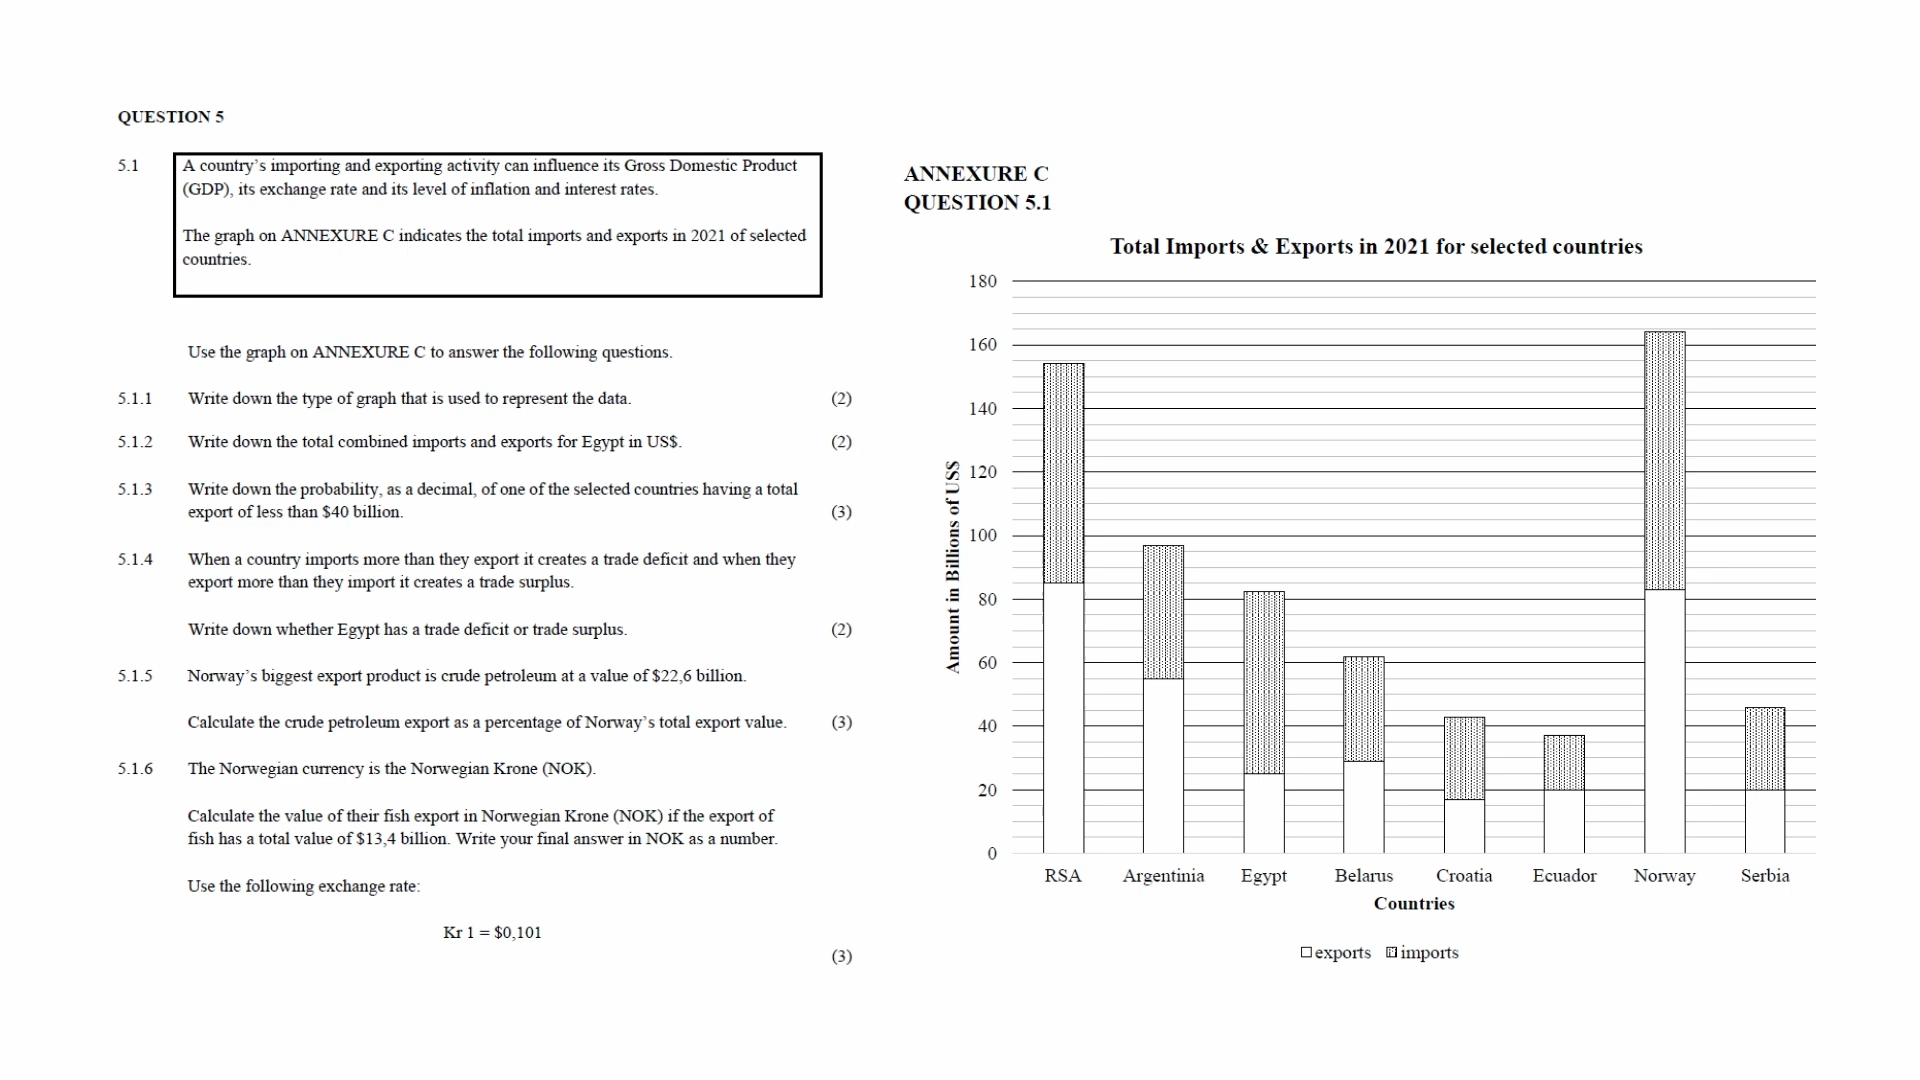 QUESTION 5
5.1 A country's importing and exporting activity can influence its Gross Domestic Product
(GDP), its exchange rate and its level of inflation and interest rates.
The graph on ANNEXURE C indicates the total imports and exports in 2021 of selected
countries.
Use the graph on ANNEXURE C to answer the following questions.
5.1.1 Write down the type of graph that is used to represent the data. (2)
5.1.2 Write down the total combined imports and exports for Egypt in US$. (2)
5.1.3 Write down the probability, as a decimal, of one of the selected countries having a total
export of less than $40 billion. (3)
5.1.4 When a country imports more than they export it creates a trade deficit and when they
export more than they import it creates a trade surplus.
Write down whether Egypt has a trade deficit or trade surplus. (2)
5.1.5 Norway's biggest export product is crude petroleum at a value of $22,6 billion.
Calculate the crude petroleum export as a percentage of Norway's total export value. (3)
5.1.6 The Norwegian currency is the Norwegian Krone (NOK).
Calculate the value of their fish export in Norwegian Krone (NOK) if the export of
fish has a total value of $13,4 billion. Write your final answer in NOK as a number.
Use the following exchange rate:
Kr 1 = $0,101
(3)
ANNEXURE C
QUESTION 5.1
Total Imports & Exports in 2021 for selected countries
Amount in Billions of US$
180
160
140
120
100
80
60
40
20
0
RSA Argentinia Egypt Belarus Croatia Ecuador Norway Serbia
Countries
exports imports